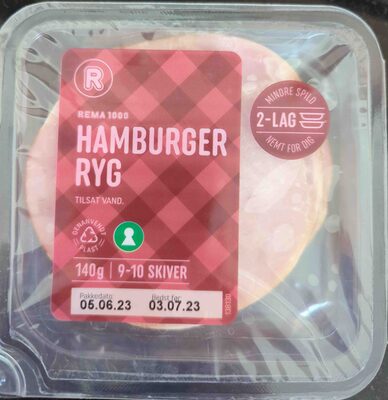 R
REMA 1000
HAMBURGER
RYG
TILSAT VAND.
GENANVENDT
PLAST
140g | 9-10 SKIVER
Pakkedato:
05.06.23
Bedst før:
03.07.23
MINDRE SPILD
2-LAG
NEMT FOR DIG